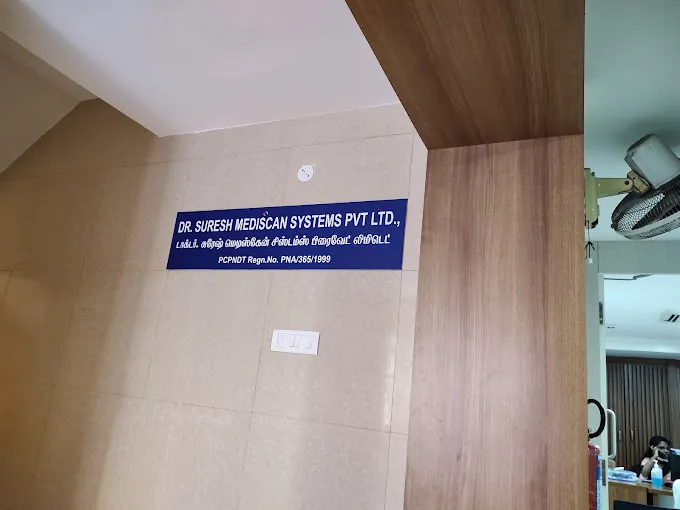 DR. SURESH MEDISCAN SYSTEMS PVT LTD.,
டாக்டர். சுரேஷ் மெடிஸ்கேன் சிஸ்டம்ஸ் பிரைவேட் லிமிடெட்
PCPNDT Regn.No. PNA/365/1999